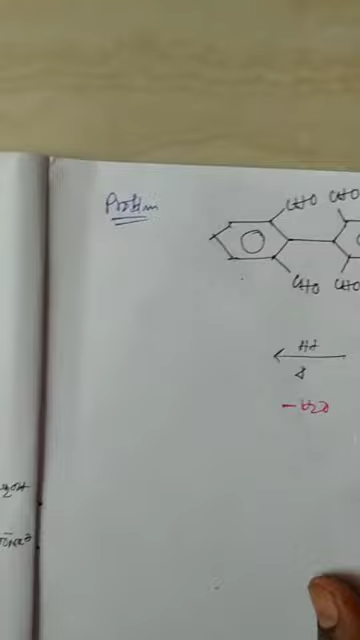 Problem
CHO CHO
CHO CHO
H+
Δ
- H2O